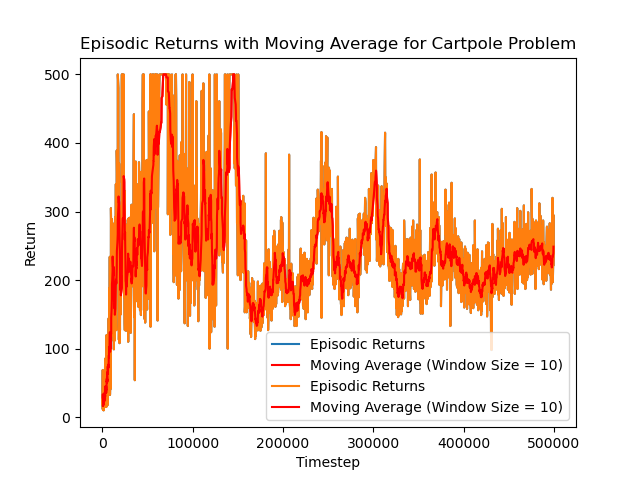 Episodic Returns with Moving Average for Cartpole Problem
500
400
300
200
100
0
Return
Episodic Returns
Moving Average (Window Size = 10)
Episodic Returns
Moving Average (Window Size = 10)
0 100000 200000 300000 400000 500000
Timestep